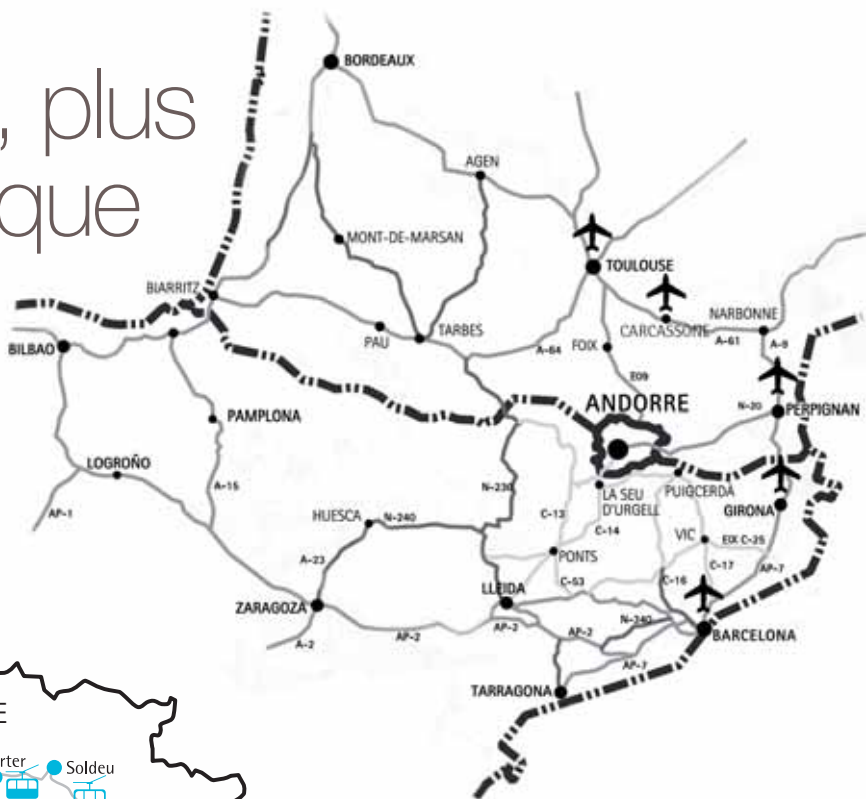 , plus
que
BORDEAUX
AGEN
MONT-DE-MARSAN
TOULOUSE
BIARRITZ
NARBONNE
CARCASSONE
A-61
A-9
BILBAO
PAU
TARBES
A-64
FOIX
E09
ANDORRE
N-20
PERPIGNAN
PAMPLONA
LOGROÑO
A-15
N-230
LA SEU
D'URGELL
PUIGCERDÀ
GIRONA
AP-1
HUESCA
N-240
C-13
C-14
VIC
EIX C-25
PONTS
C-17
A-23
C-53
C-16
AP-7
LLEIDA
ZARAGOZA
N-240
AP-2
AP-2
AP-2
BARCELONA
A-2
AP-7
TARRAGONA
E
rter
Soldeu